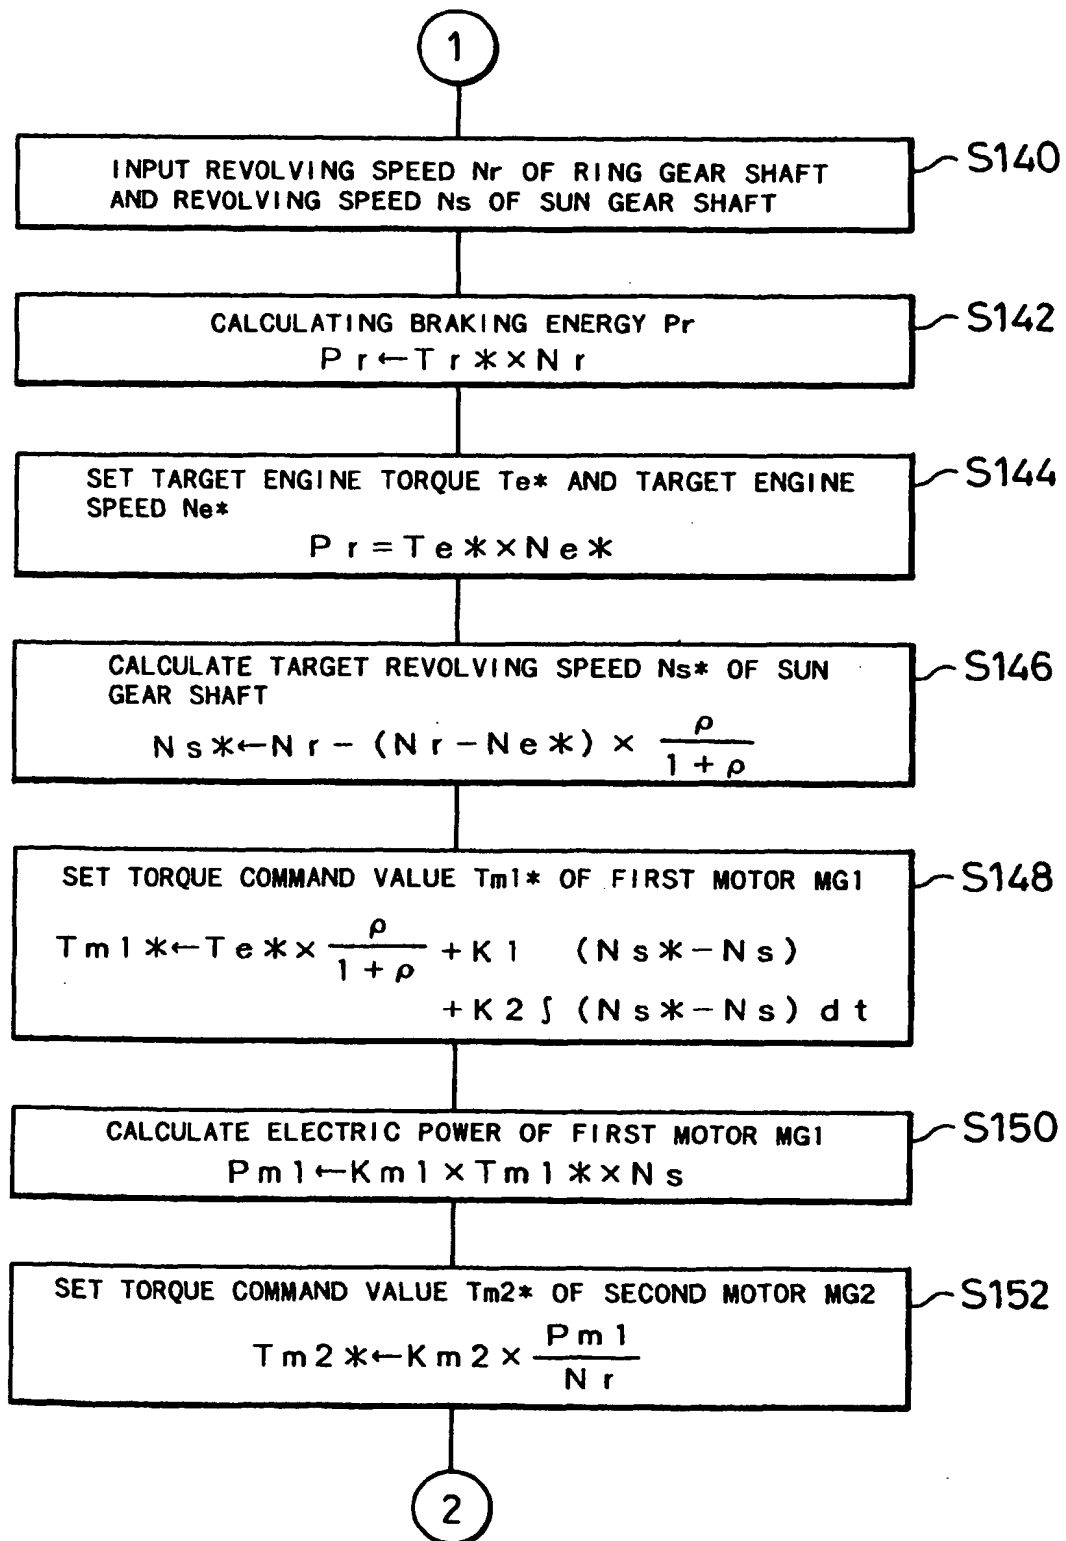 1
INPUT REVOLVING SPEED Nr OF RING GEAR SHAFT
AND REVOLVING SPEED Ns OF SUN GEAR SHAFT
S140
CALCULATING BRAKING ENERGY Pr
Pr←Tr*×Nr
S142
SET TARGET ENGINE TORQUE Te* AND TARGET ENGINE
SPEED Ne*
Pr=Te*×Ne*
S144
CALCULATE TARGET REVOLVING SPEED Ns* OF SUN
GEAR SHAFT
Ns*←Nr-(Nr-Ne*)× ρ/1+ρ
S146
SET TORQUE COMMAND VALUE Tm1* OF FIRST MOTOR MG1
Tm1*←Te*× ρ/1+ρ +K1 (Ns*-Ns)
+K2∫(Ns*-Ns)dt
S148
CALCULATE ELECTRIC POWER OF FIRST MOTOR MG1
Pm1←Km1×Tm1*×Ns
S150
SET TORQUE COMMAND VALUE Tm2* OF SECOND MOTOR MG2
Tm2*←Km2× Pm1/Nr
S152
2